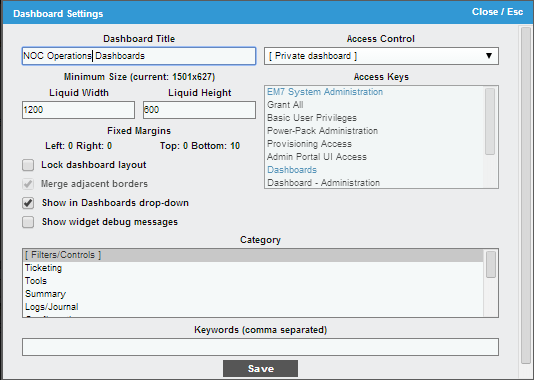 Dashboard Settings
Close / Esc
Dashboard Title
NOC Operations Dashboards
Access Control
[ Private dashboard ]
Minimum Size (current: 1501x627)
Liquid Width
Liquid Height
1200
600
Fixed Margins
Left: 0 Right: 0
Top: 0 Bottom: 10
Lock dashboard layout
Merge adjacent borders
Show in Dashboards drop-down
Show widget debug messages
Access Keys
EM7 System Administration
Grant All
Basic User Privileges
Power-Pack Administration
Provisioning Access
Admin Portal UI Access
Dashboards
Dashboard - Administration
Category
[ Filters/Controls ]
Ticketing
Tools
Summary
Logs/Journal
Keywords (comma separated)
Save